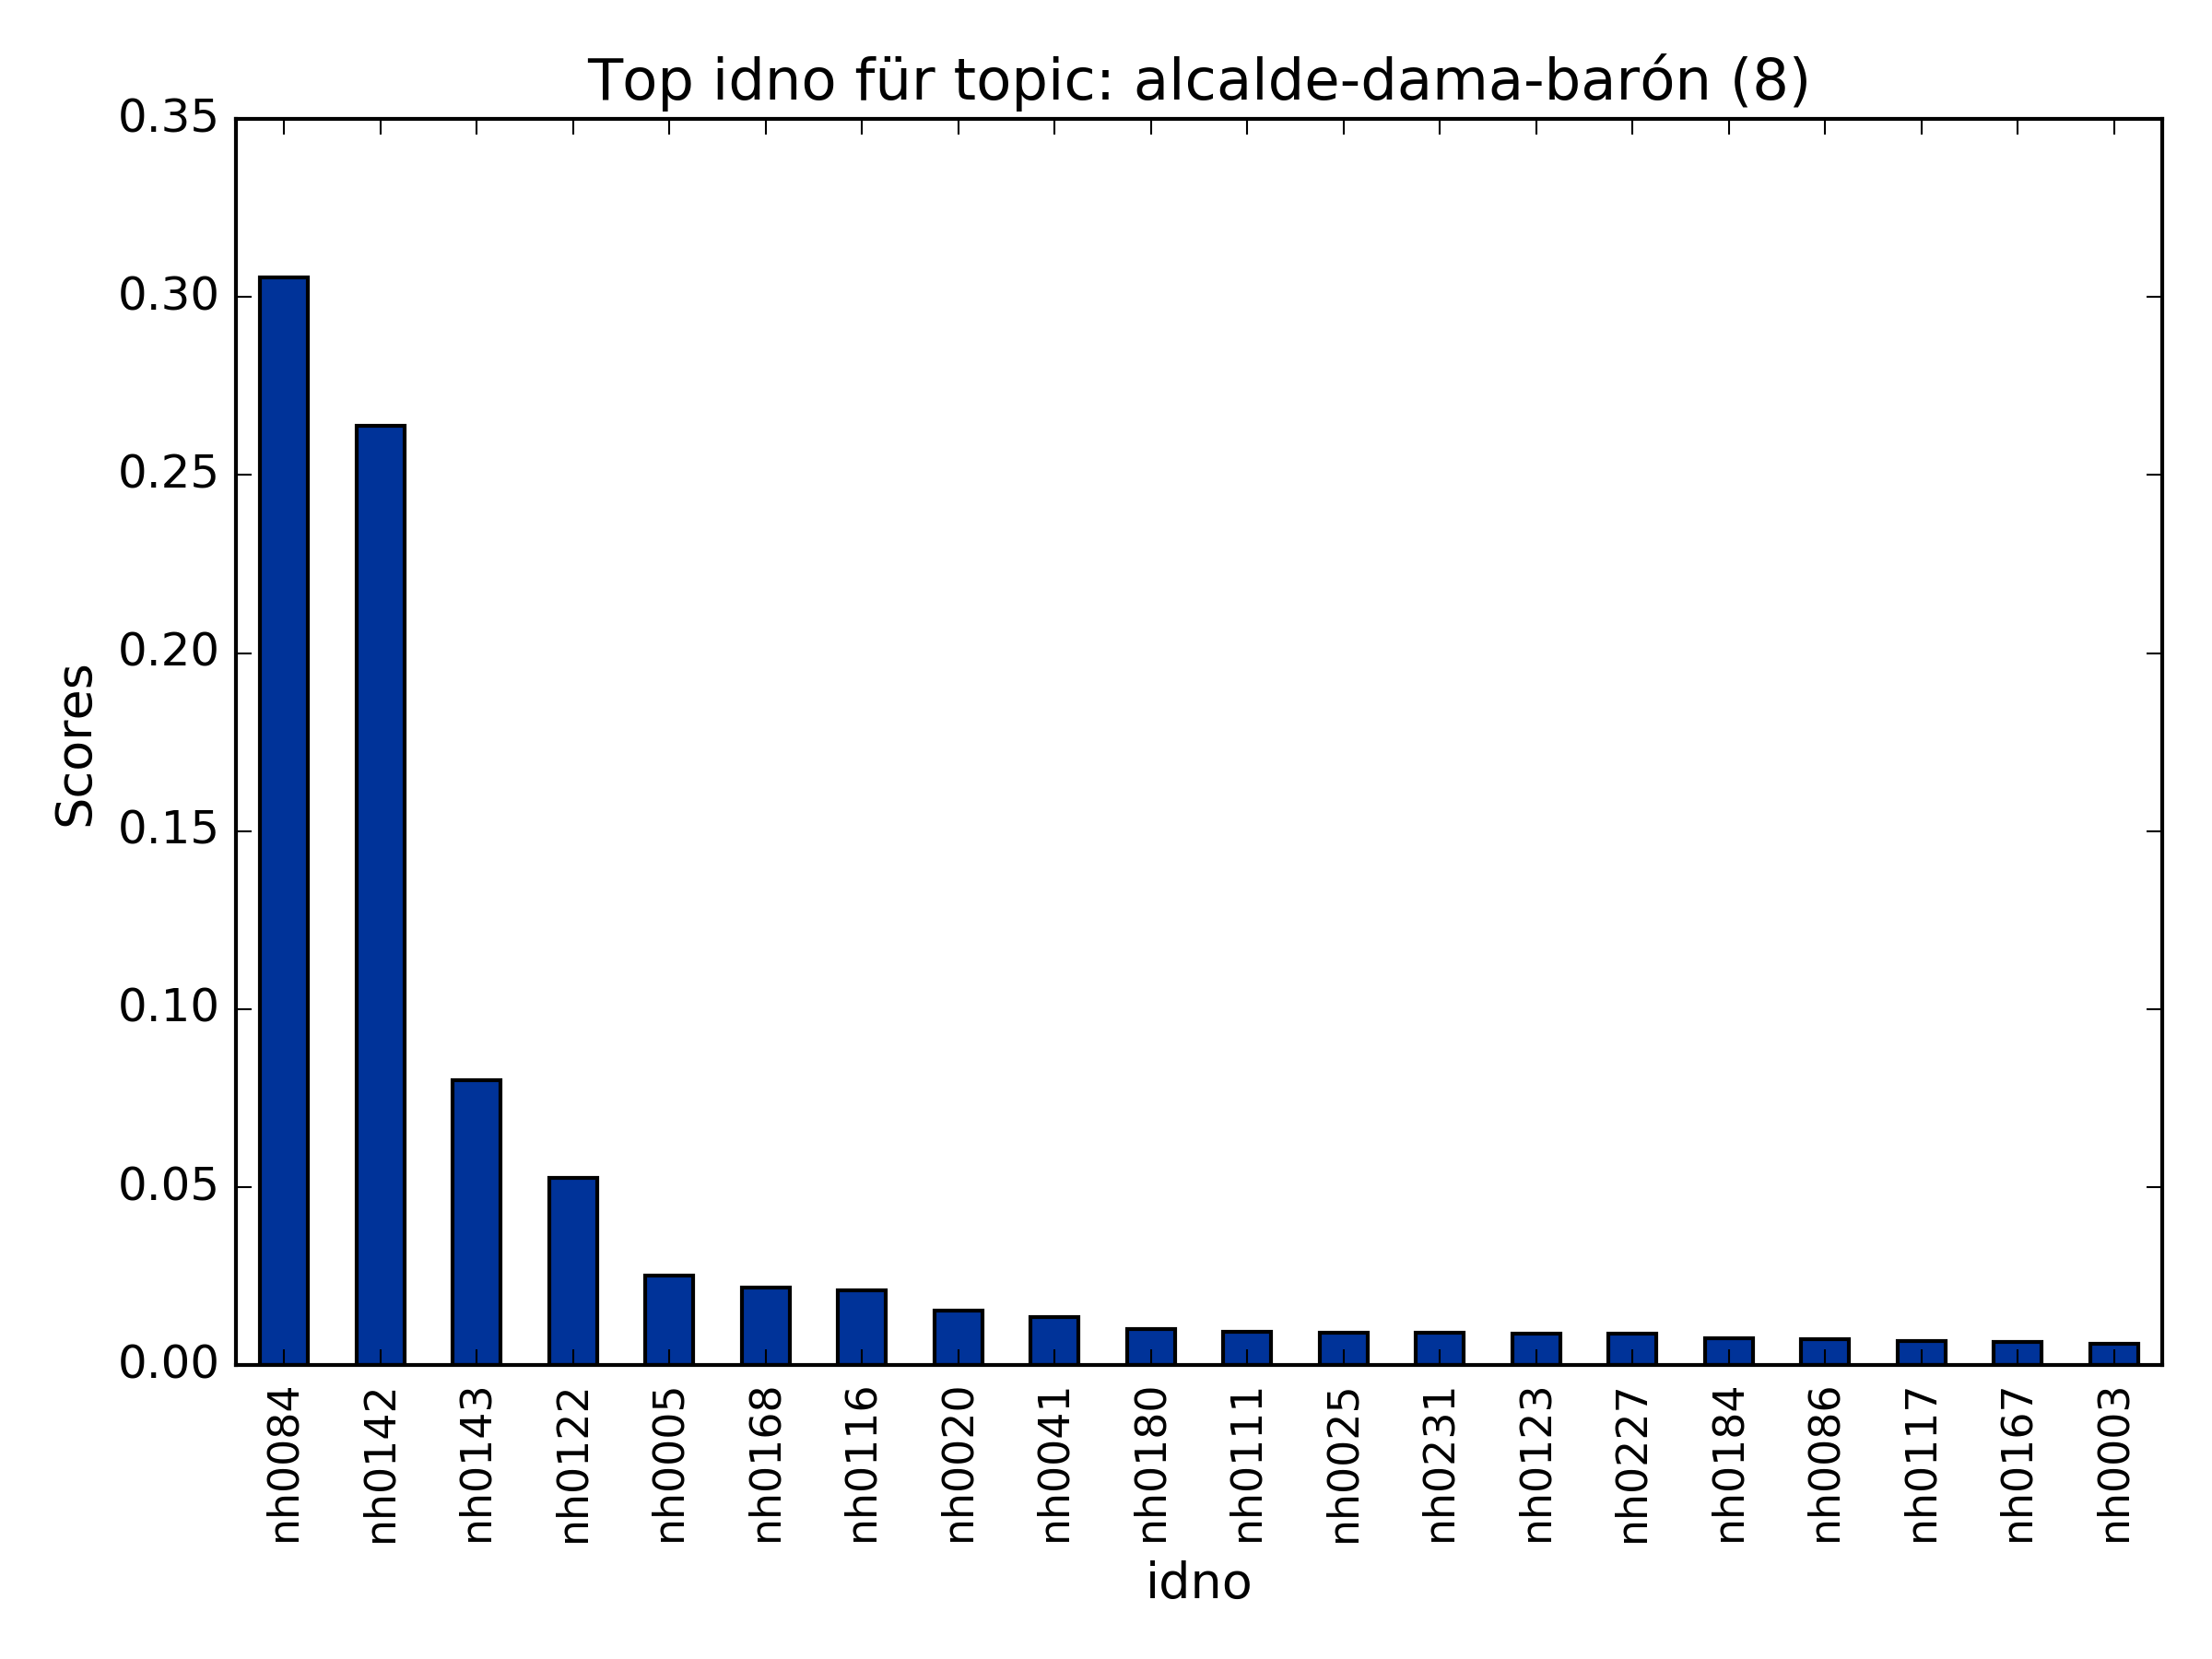 Top idno für topic: alcalde-dama-barón (8)
Scores
0.35
0.30
0.25
0.20
0.15
0.10
0.05
0.00
nh0084
nh0142
nh0143
nh0122
nh0005
nh0168
nh0116
nh0020
nh0041
nh0180
nh0111
nh0025
nh0231
nh0123
nh0227
nh0184
nh0086
nh0117
nh0167
nh0003
idno